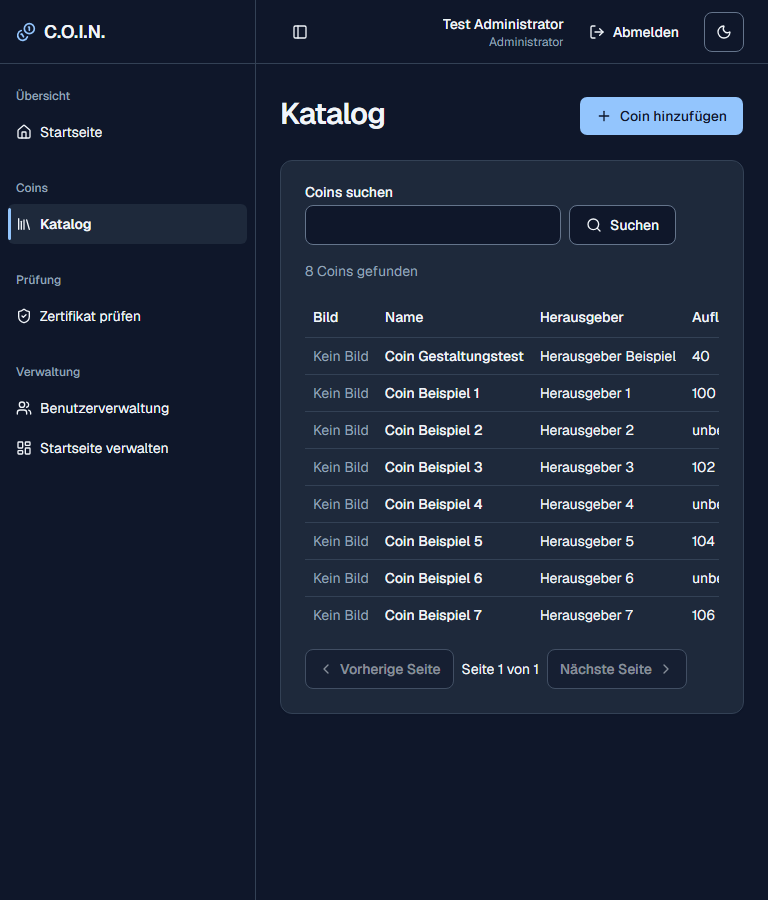 C.O.I.N.
Test Administrator
Administrator
Abmelden
Übersicht
Startseite
Coins
Katalog
Prüfung
Zertifikat prüfen
Verwaltung
Benutzerverwaltung
Startseite verwalten
Katalog
Coin hinzufügen
Coins suchen
Suchen
8 Coins gefunden
Bild Name Herausgeber Aufl
Kein Bild Coin Gestaltungstest Herausgeber Beispiel 40
Kein Bild Coin Beispiel 1 Herausgeber 1 100
Kein Bild Coin Beispiel 2 Herausgeber 2 unbe
Kein Bild Coin Beispiel 3 Herausgeber 3 102
Kein Bild Coin Beispiel 4 Herausgeber 4 unbe
Kein Bild Coin Beispiel 5 Herausgeber 5 104
Kein Bild Coin Beispiel 6 Herausgeber 6 unbe
Kein Bild Coin Beispiel 7 Herausgeber 7 106
Vorherige Seite Seite 1 von 1 Nächste Seite